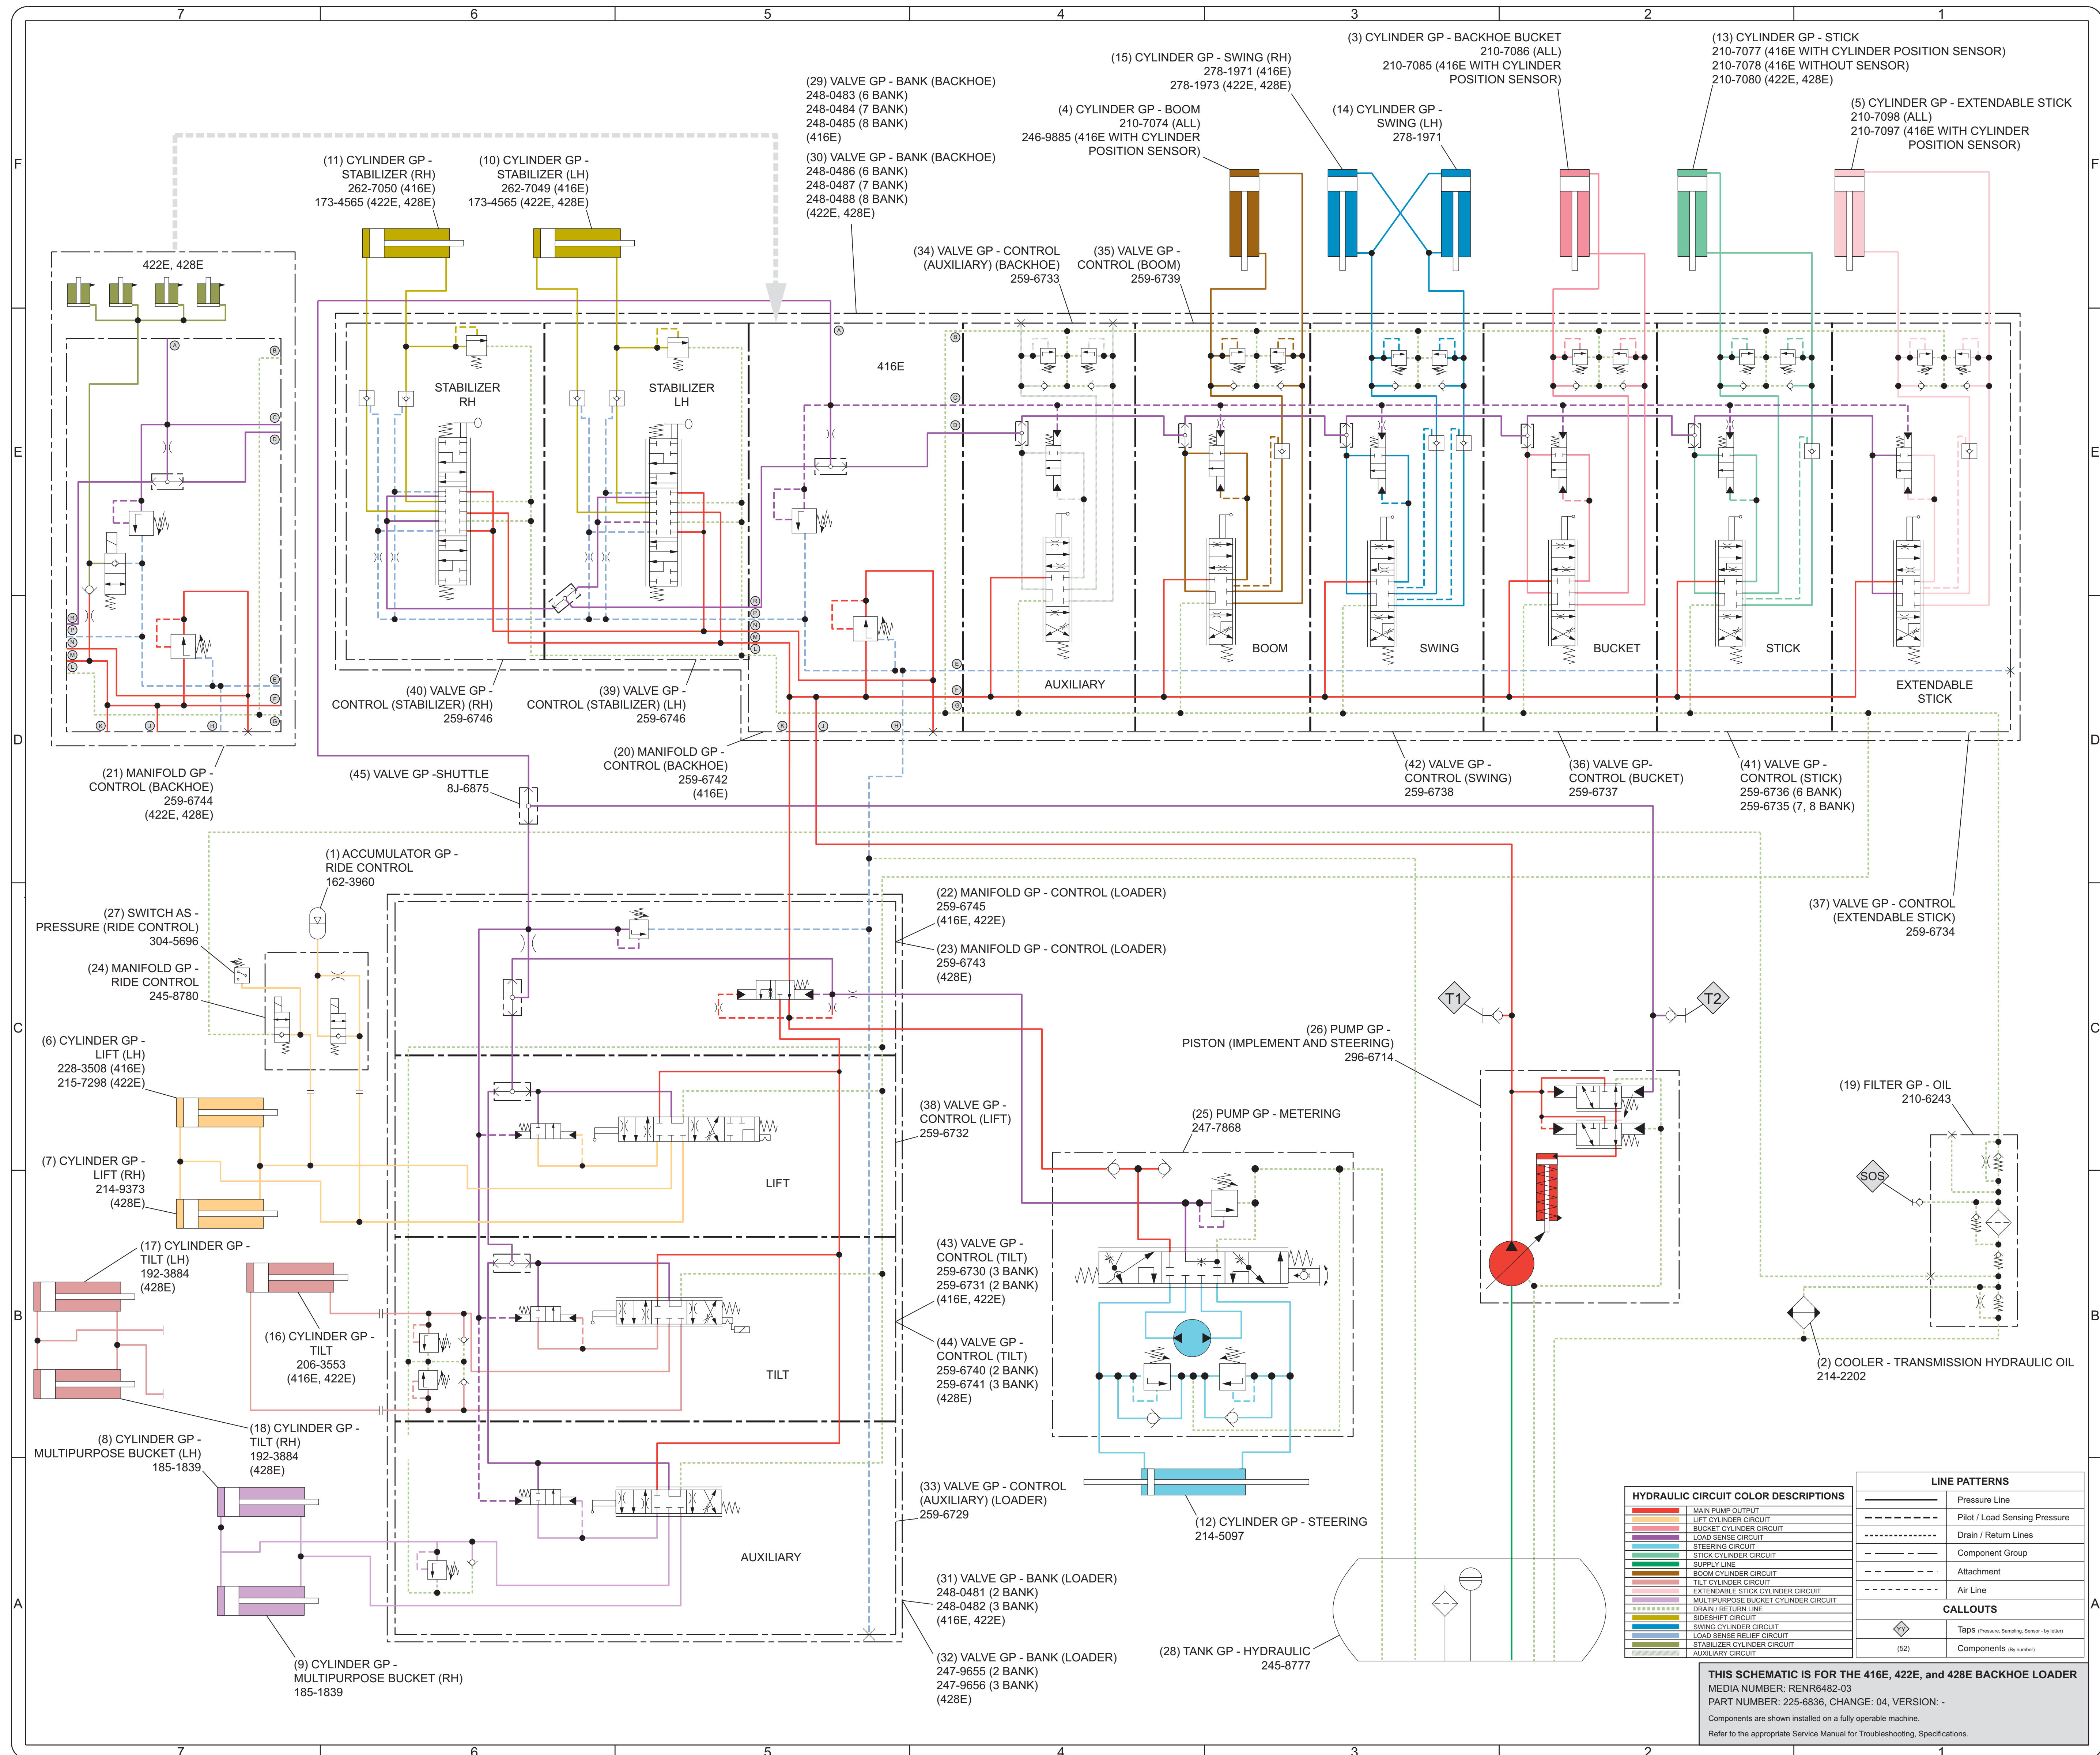 7 6 5 4 3 2 1
(3) CYLINDER GP - BACKHOE BUCKET
210-7086 (ALL)
210-7085 (416E WITH CYLINDER
POSITION SENSOR)
(13) CYLINDER GP - STICK
210-7077 (416E WITH CYLINDER POSITION SENSOR)
210-7078 (416E WITHOUT SENSOR)
210-7080 (422E, 428E)
(15) CYLINDER GP - SWING (RH)
278-1971 (416E)
278-1973 (422E, 428E)
(29) VALVE GP - BANK (BACKHOE)
248-0483 (6 BANK)
248-0484 (7 BANK)
248-0485 (8 BANK)
(416E)
(4) CYLINDER GP - BOOM
210-7074 (ALL)
246-9885 (416E WITH CYLINDER
POSITION SENSOR)
(14) CYLINDER GP -
SWING (LH)
278-1971
(5) CYLINDER GP - EXTENDABLE STICK
210-7098 (ALL)
210-7097 (416E WITH CYLINDER
POSITION SENSOR)
F
F
(11) CYLINDER GP -
STABILIZER (RH)
262-7050 (416E)
173-4565 (422E, 428E)
(10) CYLINDER GP -
STABILIZER (LH)
262-7049 (416E)
173-4565 (422E, 428E)
(30) VALVE GP - BANK (BACKHOE)
248-0486 (6 BANK)
248-0487 (7 BANK)
248-0488 (8 BANK)
(422E, 428E)
(34) VALVE GP - CONTROL
(AUXILIARY) (BACKHOE)
259-6733
(35) VALVE GP -
CONTROL (BOOM)
259-6739
422E, 428E
A
B
C
D
R
P
N
M
L
E
F
G
K
J
H
A
B
C
D
R
P
N
M
L
E
F
G
K
J
H
416E
STABILIZER
RH
STABILIZER
LH
E
E
AUXILIARY
BOOM
SWING
BUCKET
STICK
EXTENDABLE
STICK
(40) VALVE GP -
CONTROL (STABILIZER) (RH)
259-6746
(39) VALVE GP -
CONTROL (STABILIZER) (LH)
259-6746
D
D
(21) MANIFOLD GP -
CONTROL (BACKHOE)
259-6744
(422E, 428E)
(45) VALVE GP -SHUTTLE
8J-6875
(20) MANIFOLD GP -
CONTROL (BACKHOE)
259-6742
(416E)
(42) VALVE GP -
CONTROL (SWING)
259-6738
(36) VALVE GP-
CONTROL (BUCKET)
259-6737
(41) VALVE GP -
CONTROL (STICK)
259-6736 (6 BANK)
259-6735 (7, 8 BANK)
(1) ACCUMULATOR GP -
RIDE CONTROL
162-3960
(27) SWITCH AS -
PRESSURE (RIDE CONTROL)
304-5696
(24) MANIFOLD GP -
RIDE CONTROL
245-8780
(22) MANIFOLD GP - CONTROL (LOADER)
259-6745
(416E, 422E)
(23) MANIFOLD GP - CONTROL (LOADER)
259-6743
(428E)
(37) VALVE GP - CONTROL
(EXTENDABLE STICK)
259-6734
T1
T2
C
C
(6) CYLINDER GP -
LIFT (LH)
228-3508 (416E)
215-7298 (422E)
(26) PUMP GP -
PISTON (IMPLEMENT AND STEERING)
296-6714
(38) VALVE GP -
CONTROL (LIFT)
259-6732
(25) PUMP GP - METERING
247-7868
(19) FILTER GP - OIL
210-6243
(7) CYLINDER GP -
LIFT (RH)
214-9373
(428E)
LIFT
SOS
(17) CYLINDER GP -
TILT (LH)
192-3884
(428E)
(43) VALVE GP -
CONTROL (TILT)
259-6730 (3 BANK)
259-6731 (2 BANK)
(416E, 422E)
B
B
(16) CYLINDER GP -
TILT
206-3553
(416E, 422E)
TILT
(44) VALVE GP -
CONTROL (TILT)
259-6740 (2 BANK)
259-6741 (3 BANK)
(428E)
(2) COOLER - TRANSMISSION HYDRAULIC OIL
214-2202
(18) CYLINDER GP -
TILT (RH)
192-3884
(428E)
(8) CYLINDER GP -
MULTIPURPOSE BUCKET (LH)
185-1839
(33) VALVE GP - CONTROL
(AUXILIARY) (LOADER)
259-6729
(12) CYLINDER GP - STEERING
214-5097
AUXILIARY
(31) VALVE GP - BANK (LOADER)
248-0481 (2 BANK)
248-0482 (3 BANK)
(416E, 422E)
A
A
(9) CYLINDER GP -
MULTIPURPOSE BUCKET (RH)
185-1839
(32) VALVE GP - BANK (LOADER)
247-9655 (2 BANK)
247-9656 (3 BANK)
(428E)
(28) TANK GP - HYDRAULIC
245-8777
HYDRAULIC CIRCUIT COLOR DESCRIPTIONS
MAIN PUMP OUTPUT
LIFT CYLINDER CIRCUIT
BUCKET CYLINDER CIRCUIT
LOAD SENSE CIRCUIT
STEERING CIRCUIT
STICK CYLINDER CIRCUIT
SUPPLY LINE
BOOM CYLINDER CIRCUIT
TILT CYLINDER CIRCUIT
EXTENDABLE STICK CYLINDER CIRCUIT
MULTIPURPOSE BUCKET CYLINDER CIRCUIT
DRAIN / RETURN LINE
SIDESHIFT CIRCUIT
SWING CYLINDER CIRCUIT
LOAD SENSE RELIEF CIRCUIT
STABILIZER CYLINDER CIRCUIT
AUXILIARY CIRCUIT
LINE PATTERNS
Pressure Line
Pilot / Load Sensing Pressure
Drain / Return Lines
Component Group
Attachment
Air Line
CALLOUTS
YY Taps (Pressure, Sampling, Sensor - by letter)
(52) Components (By number)
THIS SCHEMATIC IS FOR THE 416E, 422E, and 428E BACKHOE LOADER
MEDIA NUMBER: RENR6482-03
PART NUMBER: 225-6836, CHANGE: 04, VERSION: -
Components are shown installed on a fully operable machine.
Refer to the appropriate Service Manual for Troubleshooting, Specifications.
7 6 5 4 3 2 1